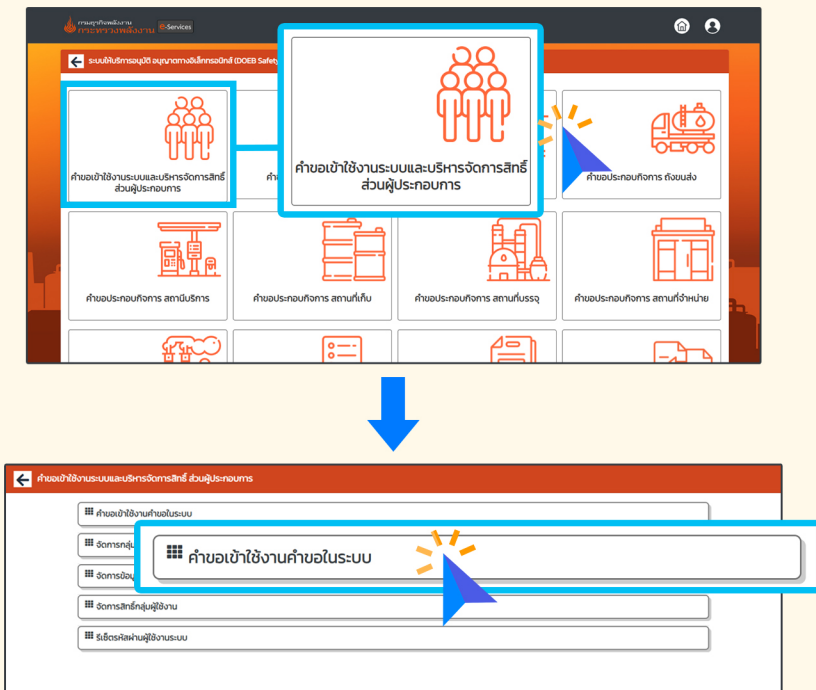 กรมธุรกิจพลังงาน
กระทรวงพลังงาน e-Services
ระบบให้บริการอนุมัติ อนุญาตทางอิเล็กทรอนิกส์ (DOEB Safety
คำขอเข้าใช้งานระบบและบริหารจัดการสิทธิ์
ส่วนผู้ประกอบการ
คำขอเข้าใช้งานระบบและบริหารจัดการสิทธิ์
ส่วนผู้ประกอบการ
คำขอประกอบกิจการ ถังขนส่ง
คำขอประกอบกิจการ สถานีบริการ
คำขอประกอบกิจการ สถานที่เก็บ
คำขอประกอบกิจการ สถานที่บรรจุ
คำขอประกอบกิจการ สถานที่จำหน่าย
คำขอเข้าใช้งานระบบและบริหารจัดการสิทธิ์ ส่วนผู้ประกอบการ
คำขอเข้าใช้งานคำขอในระบบ
จัดการกลุ่ม
คำขอเข้าใช้งานคำขอในระบบ
จัดการข้อมู
จัดการสิทธิ์กลุ่มผู้ใช้งาน
รีเซ็ตรหัสผ่านผู้ใช้งานระบบ